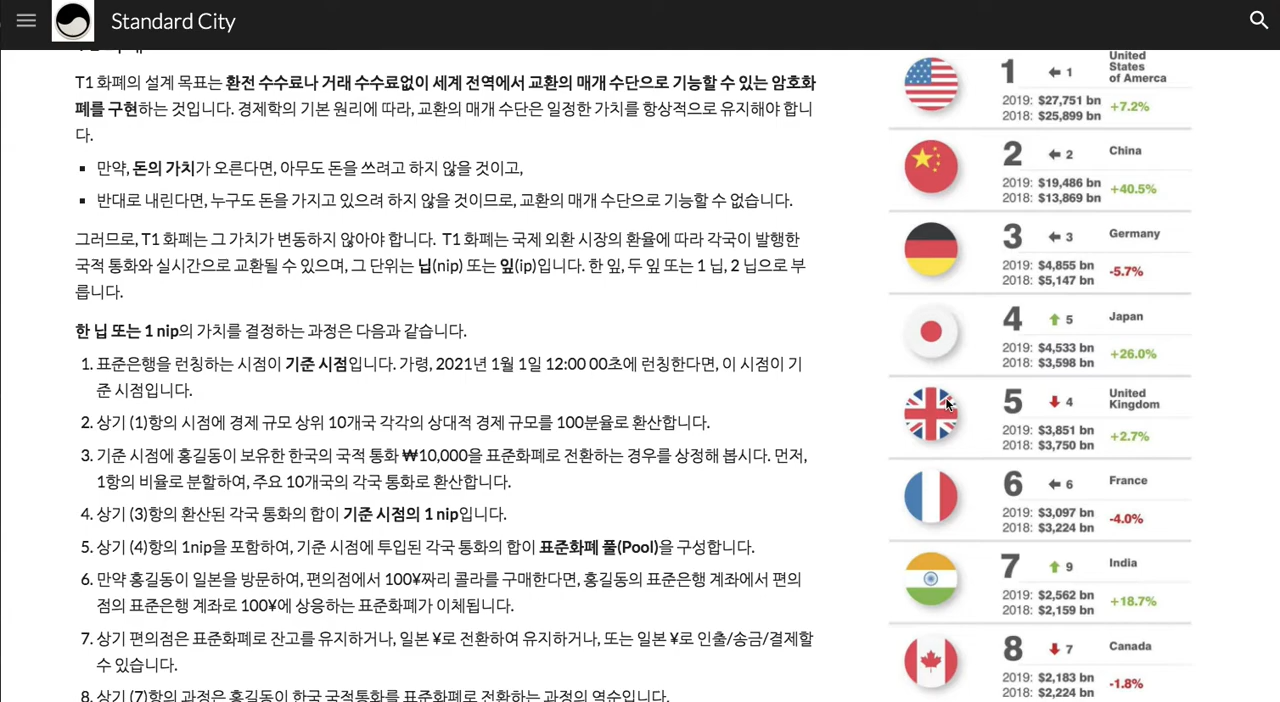 Standard City
T1 화폐의 설계 목표는 환전 수수료나 거래 수수료없이 세계 전역에서 교환의 매개 수단으로 기능할 수 있는 암호화
폐를 구현하는 것입니다. 경제학의 기본 원리에 따라, 교환의 매개 수단은 일정한 가치를 항상적으로 유지해야 합니
다.
▪ 만약, 돈의 가치가 오른다면, 아무도 돈을 쓰려고 하지 않을 것이고,
▪ 반대로 내린다면, 누구도 돈을 가지고 있으려 하지 않을 것이므로, 교환의 매개 수단으로 기능할 수 없습니다.
그러므로, T1 화폐는 그 가치가 변동하지 않아야 합니다. T1 화폐는 국제 외환 시장의 환율에 따라 각국이 발행한
국적 통화와 실시간으로 교환될 수 있으며, 그 단위는 닙(nip) 또는 잎(ip)입니다. 한 잎, 두 잎 또는 1 닙, 2 닙으로 부
릅니다.
한 닙 또는 1 nip의 가치를 결정하는 과정은 다음과 같습니다.
1. 표준은행을 런칭하는 시점이 기준 시점입니다. 가령, 2021년 1월 1일 12:00 00초에 런칭한다면, 이 시점이 기
준 시점입니다.
2. 상기 (1)항의 시점에 경제 규모 상위 10개국 각각의 상대적 경제 규모를 100분율로 환산합니다.
3. 기준 시점에 홍길동이 보유한 한국의 국적 통화 ₩10,000을 표준화폐로 전환하는 경우를 상정해 봅시다. 먼저,
1항의 비율로 분할하여, 주요 10개국의 각국 통화로 환산합니다.
4. 상기 (3)항의 환산된 각국 통화의 합이 기준 시점의 1 nip입니다.
5. 상기 (4)항의 1nip을 포함하여, 기준 시점에 투입된 각국 통화의 합이 표준화폐 풀(Pool)을 구성합니다.
6. 만약 홍길동이 일본을 방문하여, 편의점에서 100¥짜리 콜라를 구매한다면, 홍길동의 표준은행 계좌에서 편의
점의 표준은행 계좌로 100¥에 상응하는 표준화폐가 이체됩니다.
7. 상기 편의점은 표준화폐로 잔고를 유지하거나, 일본 ¥로 전환하여 유지하거나, 또는 일본 ¥로 인출/송금/결제할
수 있습니다.
8. 상기 (7)항의 과정은 홍길동이 한국 국적통화를 표준화폐로 전환하는 과정의 역순입니다.
1 1 United
States
of Amerca
2019: $27,751 bn
2018: $25,899 bn
+7.2%
2 2 China
2019: $19,486 bn
2018: $13,869 bn
+40.5%
3 3 Germany
2019: $4,855 bn
2018: $5,147 bn
-5.7%
4 5 Japan
2019: $4,533 bn
2018: $3,598 bn
+26.0%
5 4 United
Kingdom
2019: $3,851 bn
2018: $3,750 bn
+2.7%
6 6 France
2019: $3,097 bn
2018: $3,224 bn
-4.0%
7 9 India
2019: $2,562 bn
2018: $2,159 bn
+18.7%
8 7 Canada
2019: $2,183 bn
2018: $2,224 bn
-1.8%